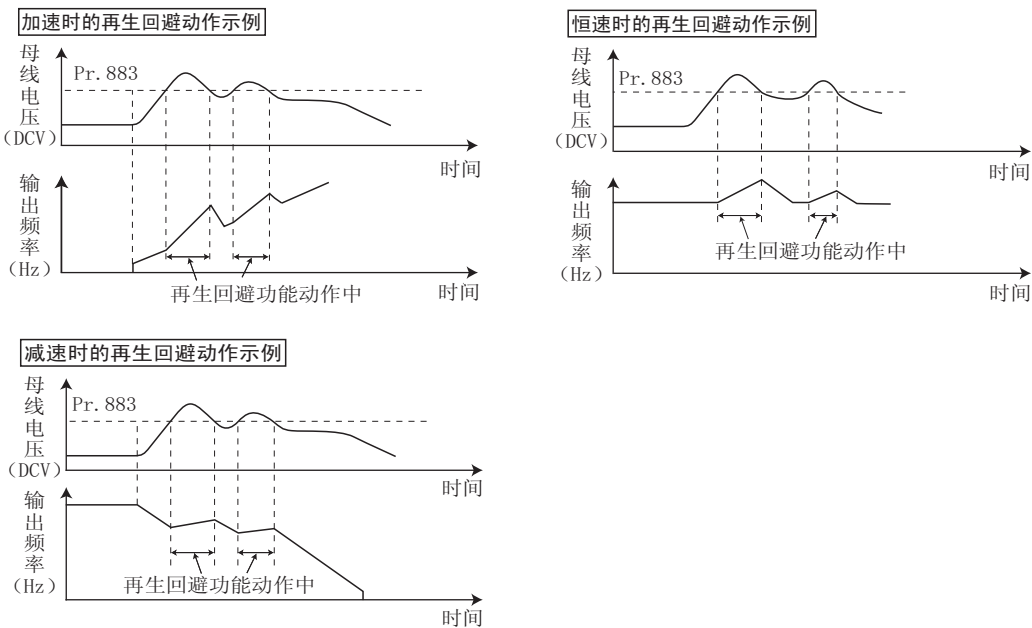 加速时的再生回避动作示例
母线电压
(DCV)
Pr.883
时间
输出频率
(Hz)
再生回避功能动作中
时间
恒速时的再生回避动作示例
母线电压
(DCV)
Pr.883
时间
输出频率
(Hz)
再生回避功能动作中
时间
减速时的再生回避动作示例
母线电压
(DCV)
Pr.883
时间
输出频率
(Hz)
再生回避功能动作中
时间